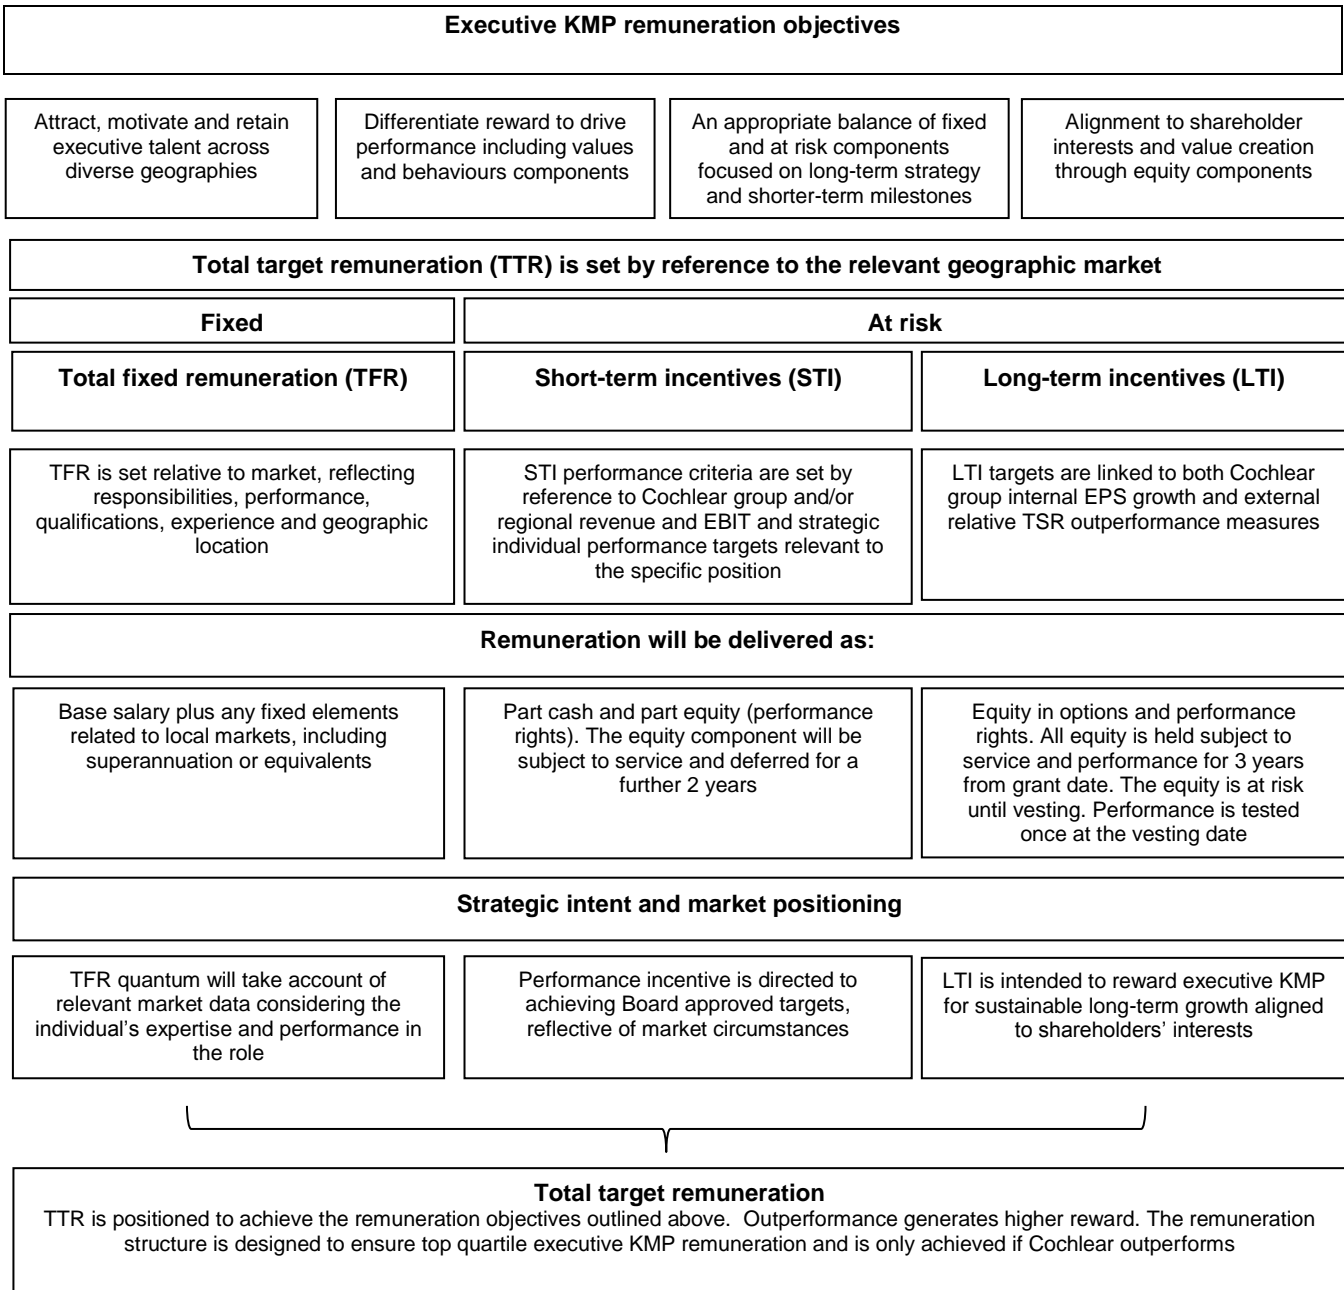 Executive KMP remuneration objectives
Attract, motivate and retain
executive talent across
diverse geographies
Differentiate reward to drive
performance including values
and behaviours components
An appropriate balance of fixed
and at risk components
focused on long-term strategy
and shorter-term milestones
Alignment to shareholder
interests and value creation
through equity components
Total target remuneration (TTR) is set by reference to the relevant geographic market
Fixed
At risk
Total fixed remuneration (TFR)
Short-term incentives (STI)
Long-term incentives (LTI)
TFR is set relative to market, reflecting
responsibilities, performance,
qualifications, experience and geographic
location
STI performance criteria are set by
reference to Cochlear group and/or
regional revenue and EBIT and strategic
individual performance targets relevant to
the specific position
LTI targets are linked to both Cochlear
group internal EPS growth and external
relative TSR outperformance measures
Remuneration will be delivered as:
Base salary plus any fixed elements
related to local markets, including
superannuation or equivalents
Part cash and part equity (performance
rights). The equity component will be
subject to service and deferred for a
further 2 years
Equity in options and performance
rights. All equity is held subject to
service and performance for 3 years
from grant date. The equity is at risk
until vesting. Performance is tested
once at the vesting date
Strategic intent and market positioning
TFR quantum will take account of
relevant market data considering the
individual’s expertise and performance in
the role
Performance incentive is directed to
achieving Board approved targets,
reflective of market circumstances
LTI is intended to reward executive KMP
for sustainable long-term growth aligned
to shareholders’ interests
Total target remuneration
TTR is positioned to achieve the remuneration objectives outlined above.  Outperformance generates higher reward. The remuneration
structure is designed to ensure top quartile executive KMP remuneration and is only achieved if Cochlear outperforms